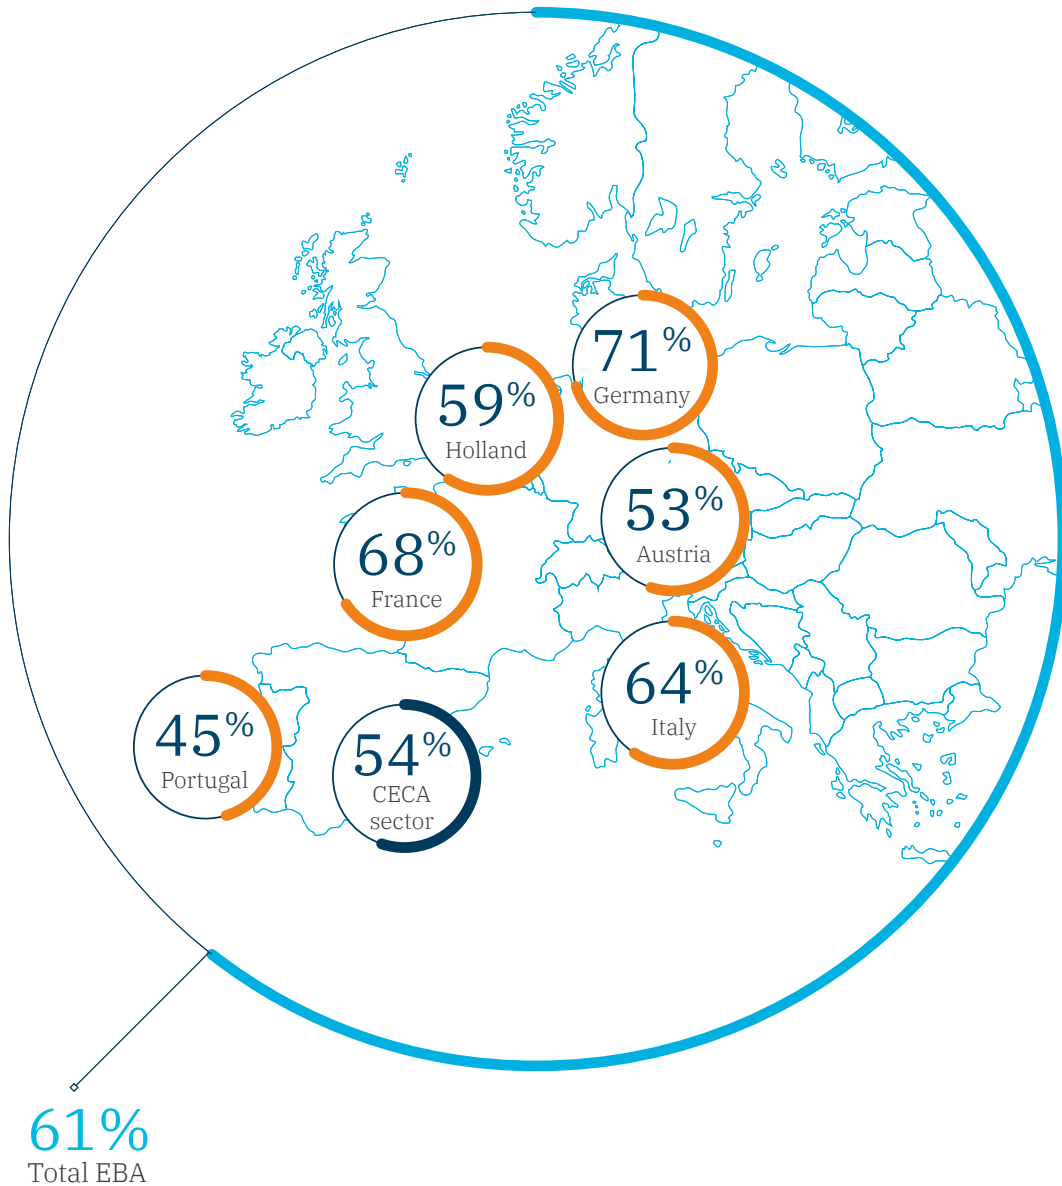 71%
Germany
59%
Holland
53%
Austria
68%
France
64%
Italy
45%
Portugal
54%
CECA
sector
61%
Total EBA